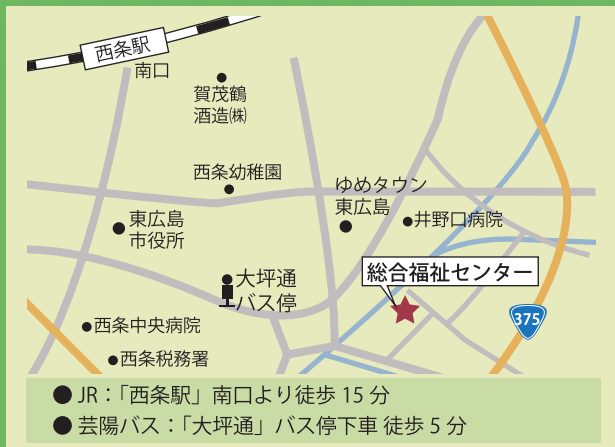 西条駅
南口
賀茂鶴
酒造㈱
西条幼稚園
ゆめタウン
東広島
井野口病院
東広島
市役所
大坪通
バス停
総合福祉センター
375
西条中央病院
西条税務署
●JR：「西条駅」南口より徒歩 15 分
●芸陽バス：「大坪通」バス停下車 徒歩 5 分